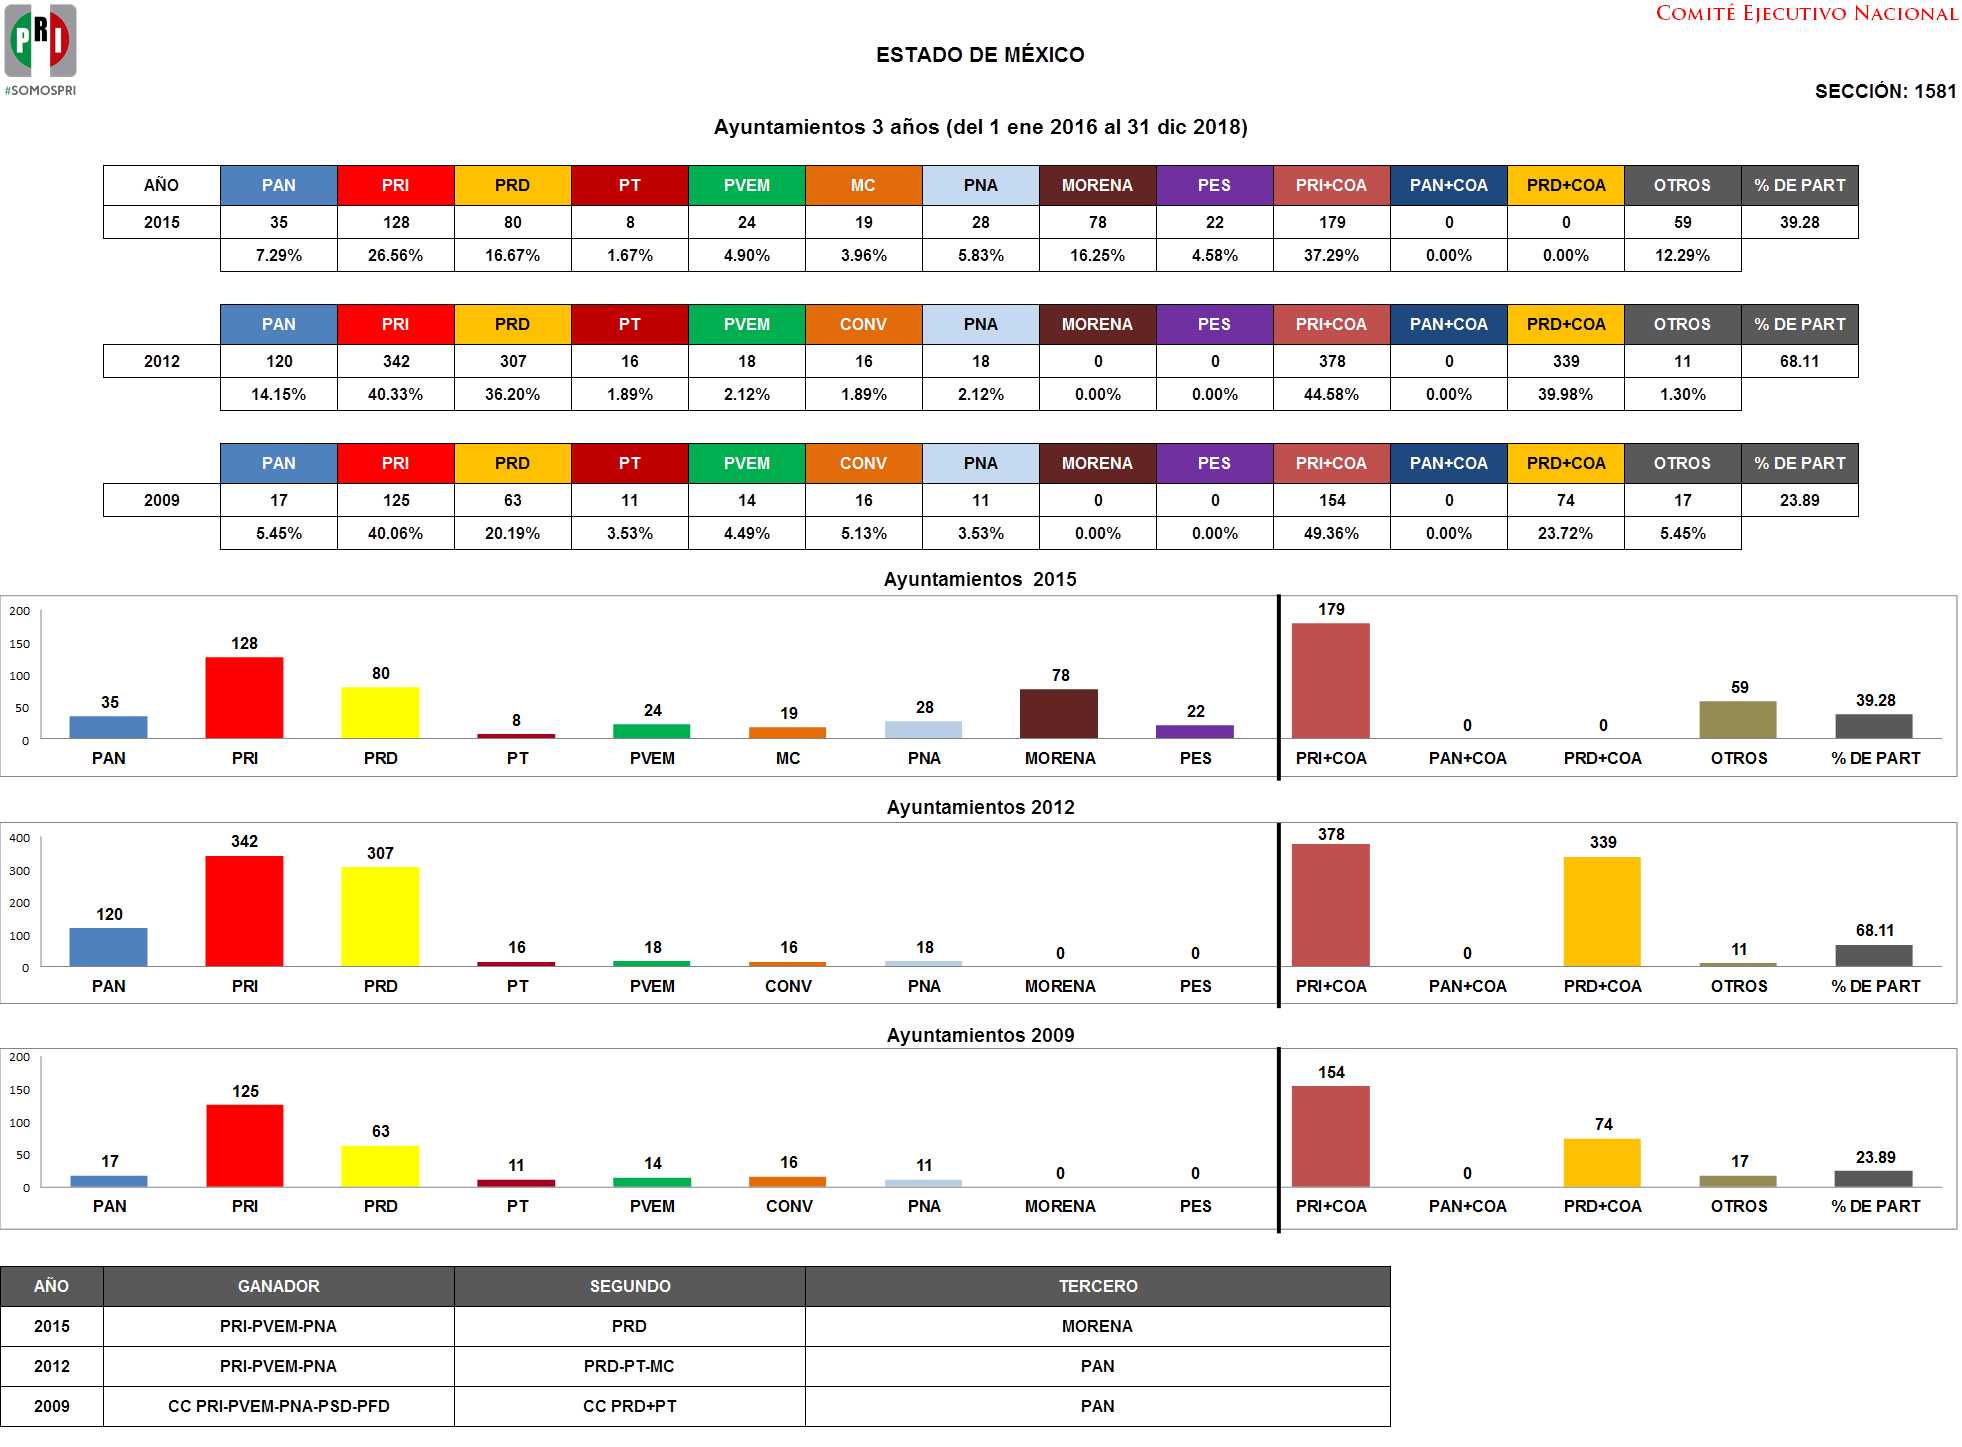 PRI
#SOMOSPRI
COMITÉ EJECUTIVO NACIONAL
ESTADO DE MÉXICO
SECCIÓN: 1581
Ayuntamientos 3 años (del 1 ene 2016 al 31 dic 2018)
AÑO PAN PRI PRD PT PVEM MC PNA MORENA PES PRI+COA PAN+COA PRD+COA OTROS % DE PART
2015 35 128 80 8 24 19 28 78 22 179 0 0 59 39.28
7.29% 26.56% 16.67% 1.67% 4.90% 3.96% 5.83% 16.25% 4.58% 37.29% 0.00% 0.00% 12.29%
PAN PRI PRD PT PVEM CONV PNA MORENA PES PRI+COA PAN+COA PRD+COA OTROS % DE PART
2012 120 342 307 16 18 16 18 0 0 378 0 339 11 68.11
14.15% 40.33% 36.20% 1.89% 2.12% 1.89% 2.12% 0.00% 0.00% 44.58% 0.00% 39.98% 1.30%
PAN PRI PRD PT PVEM CONV PNA MORENA PES PRI+COA PAN+COA PRD+COA OTROS % DE PART
2009 17 125 63 11 14 16 11 0 0 154 0 74 17 23.89
5.45% 40.06% 20.19% 3.53% 4.49% 5.13% 3.53% 0.00% 0.00% 49.36% 0.00% 23.72% 5.45%
Ayuntamientos 2015
200
150
100
50
0
35 128 80 8 24 19 28 78 22 179 0 0 59 39.28
PAN PRI PRD PT PVEM MC PNA MORENA PES PRI+COA PAN+COA PRD+COA OTROS % DE PART
Ayuntamientos 2012
400
300
200
100
0
120 342 307 16 18 16 18 0 0 378 0 339 11 68.11
PAN PRI PRD PT PVEM CONV PNA MORENA PES PRI+COA PAN+COA PRD+COA OTROS % DE PART
Ayuntamientos 2009
200
150
100
50
0
17 125 63 11 14 16 11 0 0 154 0 74 17 23.89
PAN PRI PRD PT PVEM CONV PNA MORENA PES PRI+COA PAN+COA PRD+COA OTROS % DE PART
AÑO GANADOR SEGUNDO TERCERO
2015 PRI-PVEM-PNA PRD MORENA
2012 PRI-PVEM-PNA PRD-PT-MC PAN
2009 CC PRI-PVEM-PNA-PSD-PFD CC PRD+PT PAN